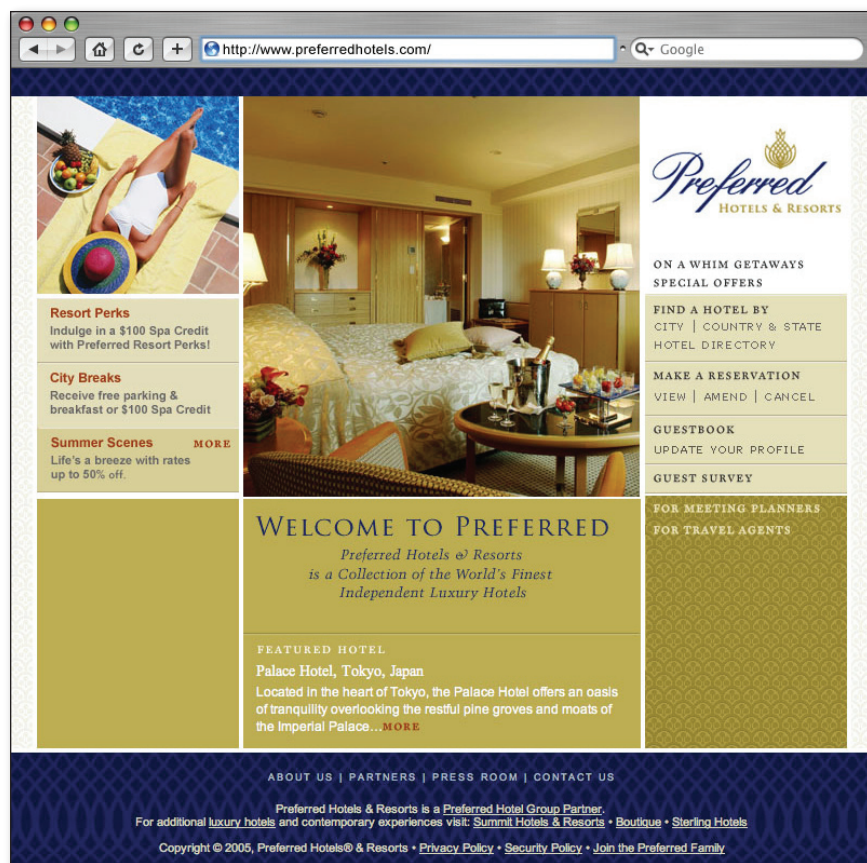 http://www.preferredhotels.com/
Google
Preferred
HOTELS & RESORTS
Resort Perks
Indulge in a $100 Spa Credit
with Preferred Resort Perks!
City Breaks
Receive free parking &
breakfast or $100 Spa Credit
Summer Scenes MORE
Life's a breeze with rates
up to 50% off.
WELCOME TO PREFERRED
Preferred Hotels & Resorts
is a Collection of the World's Finest
Independent Luxury Hotels
FEATURED HOTEL
Palace Hotel, Tokyo, Japan
Located in the heart of Tokyo, the Palace Hotel offers an oasis
of tranquility overlooking the restful pine groves and moats of
the Imperial Palace...MORE
ON A WHIM GETAWAYS
SPECIAL OFFERS
FIND A HOTEL BY
CITY | COUNTRY & STATE
HOTEL DIRECTORY
MAKE A RESERVATION
VIEW | AMEND | CANCEL
GUESTBOOK
UPDATE YOUR PROFILE
GUEST SURVEY
FOR MEETING PLANNERS
FOR TRAVEL AGENTS
ABOUT US | PARTNERS | PRESS ROOM | CONTACT US
Preferred Hotels & Resorts is a Preferred Hotel Group Partner.
For additional luxury hotels and contemporary experiences visit: Summit Hotels & Resorts • Boutique • Sterling Hotels
Copyright © 2005, Preferred Hotels® & Resorts • Privacy Policy • Security Policy • Join the Preferred Family